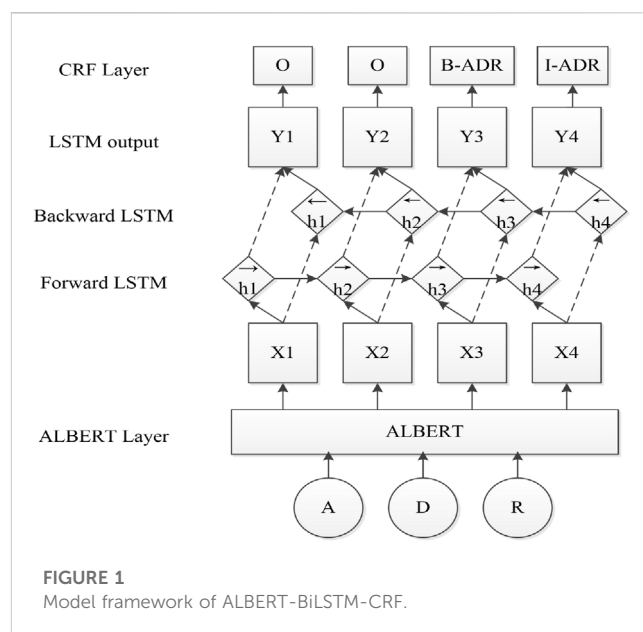 CRF Layer O O B-ADR I-ADR
LSTM output Y1 Y2 Y3 Y4
Backward LSTM ←h1 ←h2 ←h3 ←h4
Forward LSTM →h1 →h2 →h3 →h4
X1 X2 X3 X4
ALBERT Layer ALBERT
A D R
FIGURE 1
Model framework of ALBERT-BiLSTM-CRF.